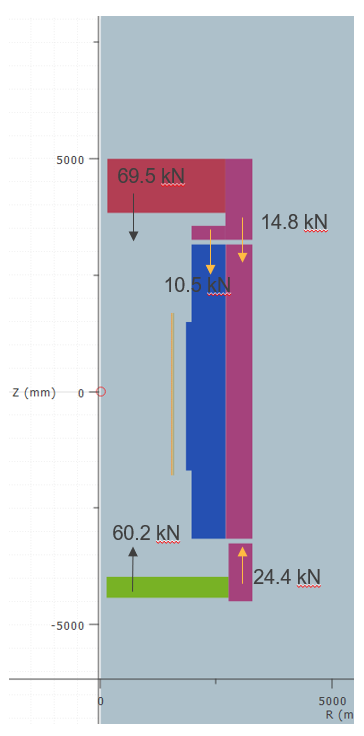 5000
69.5 kN
14.8 kN
10.5 kN
Z (mm)
0
60.2 kN
24.4 kN
-5000
0
5000
R (m